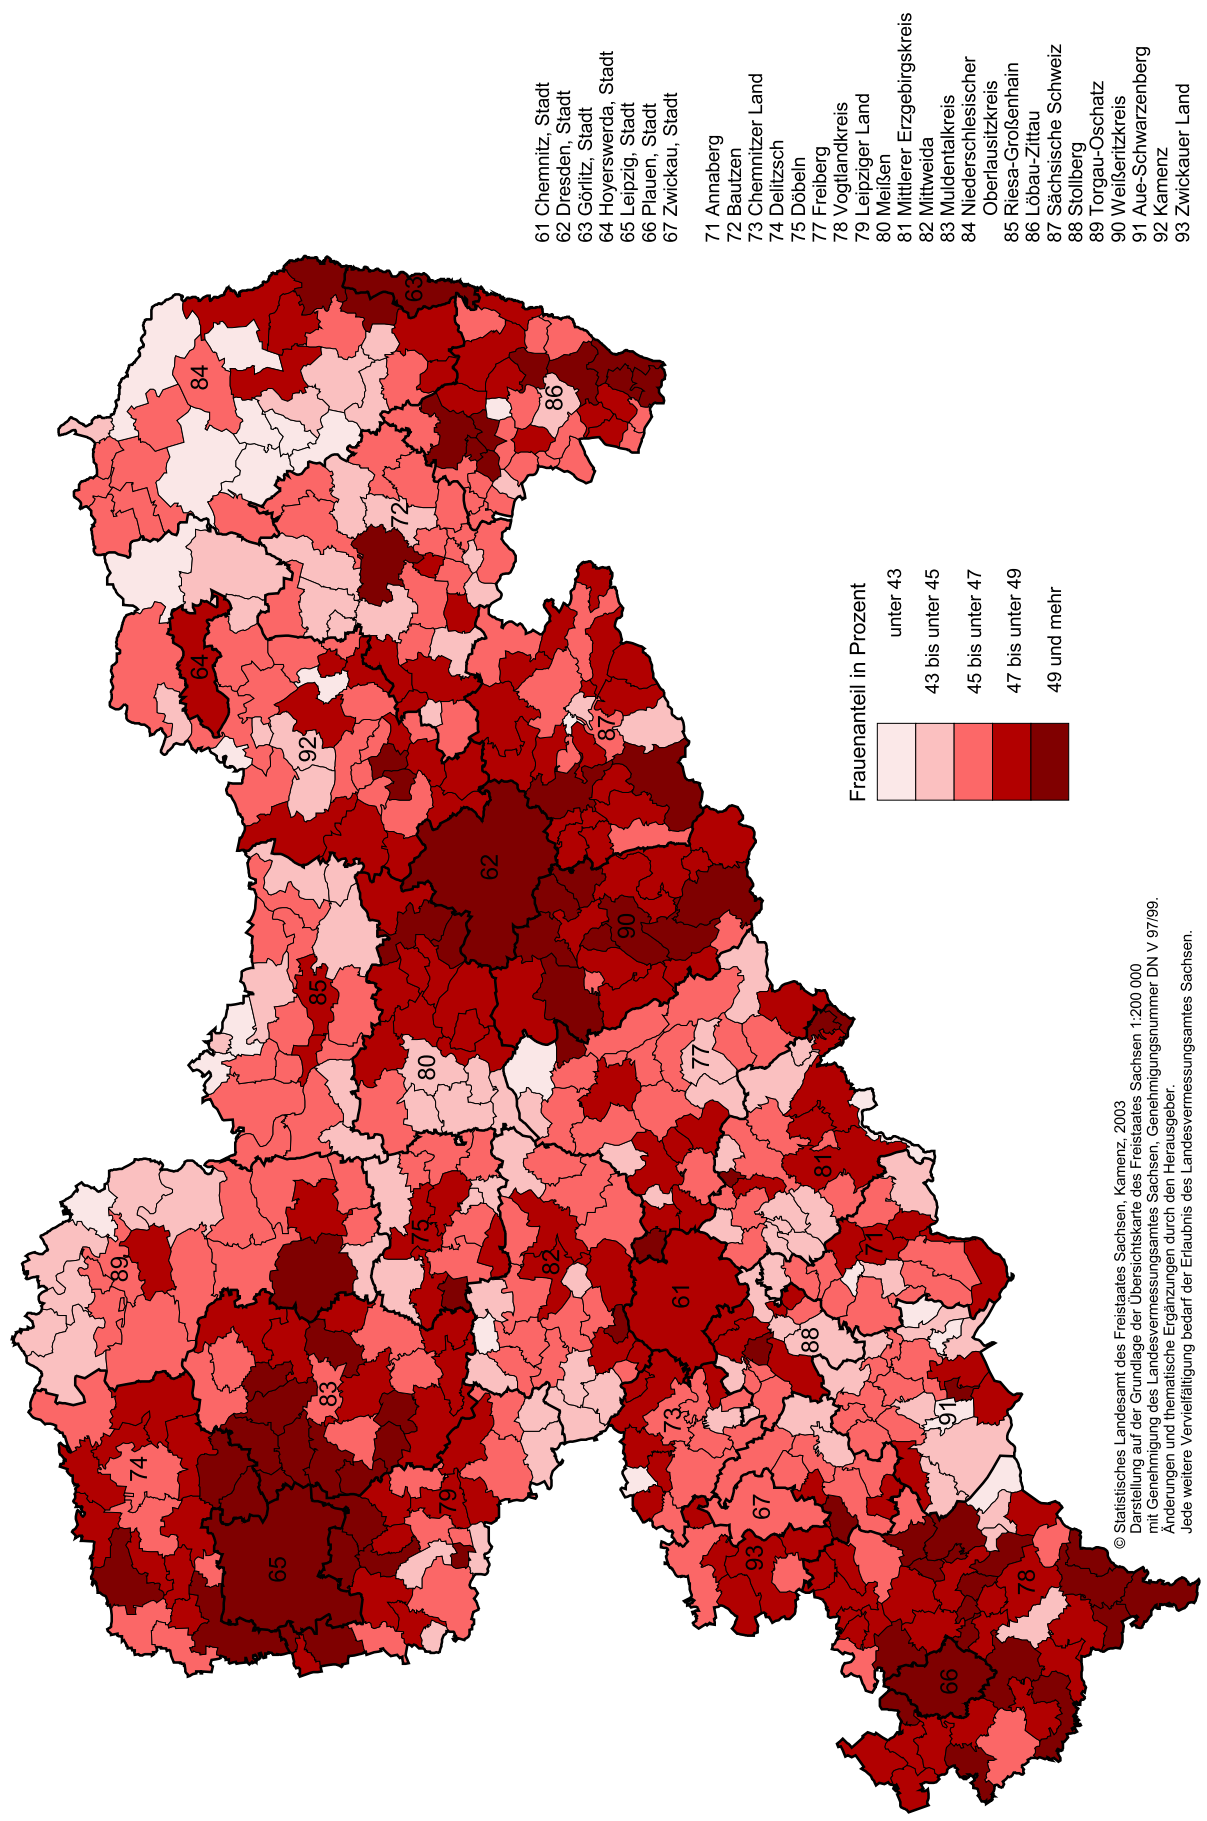 61 Chemnitz, Stadt
62 Dresden, Stadt
63 Görlitz, Stadt
64 Hoyerswerda, Stadt
65 Leipzig, Stadt
66 Plauen, Stadt
67 Zwickau, Stadt
71 Annaberg
72 Bautzen
73 Chemnitzer Land
74 Delitzsch
75 Döbeln
77 Freiberg
78 Vogtlandkreis
79 Leipziger Land
80 Meißen
81 Mittlerer Erzgebirgskreis
82 Mittweida
83 Muldentalkreis
84 Niederschlesischer
Oberlausitzkreis
85 Riesa-Großenhain
86 Löbau-Zittau
87 Sächsische Schweiz
88 Stollberg
89 Torgau-Oschatz
90 Weißeritzkreis
91 Aue-Schwarzenberg
92 Kamenz
93 Zwickauer Land
Frauenanteil in Prozent
unter 43
43 bis unter 45
45 bis unter 47
47 bis unter 49
49 und mehr
84
63
86
72
64
92
87
62
90
85
80
77
81
71
75
82
61
88
89
83
73
91
74
79
67
93
65
78
66
© Statistisches Landesamt des Freistaates Sachsen, Kamenz, 2003
Darstellung auf der Grundlage der Übersichtskarte des Freistaates Sachsen 1:200 000
mit Genehmigung des Landesvermessungsamtes Sachsen, Genehmigungsnummer DN V 97/99.
Änderungen und thematische Ergänzungen durch den Herausgeber.
Jede weitere Vervielfältigung bedarf der Erlaubnis des Landesvermessungsamtes Sachsen.